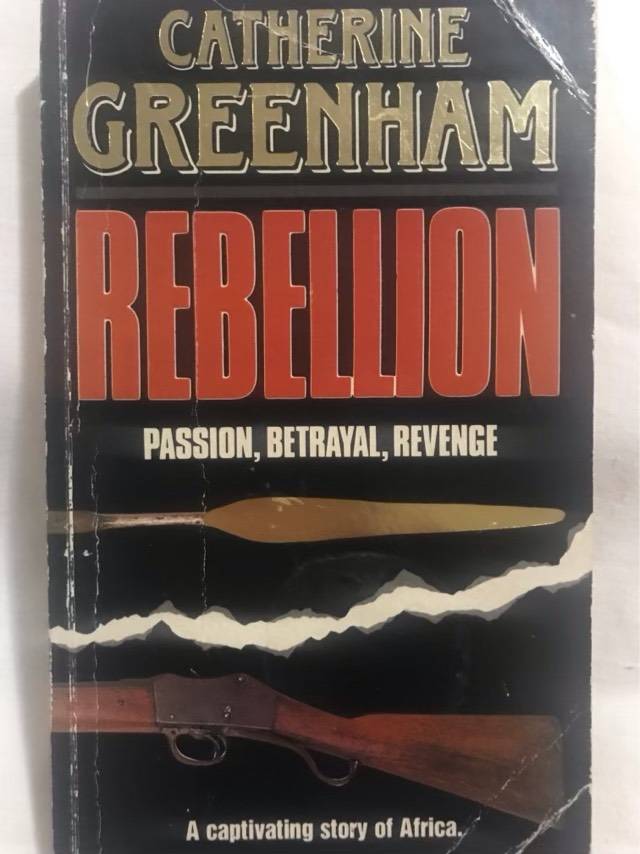 CATHERINE
GREENHAM
REBELLION
PASSION, BETRAYAL, REVENGE
A captivating story of Africa.